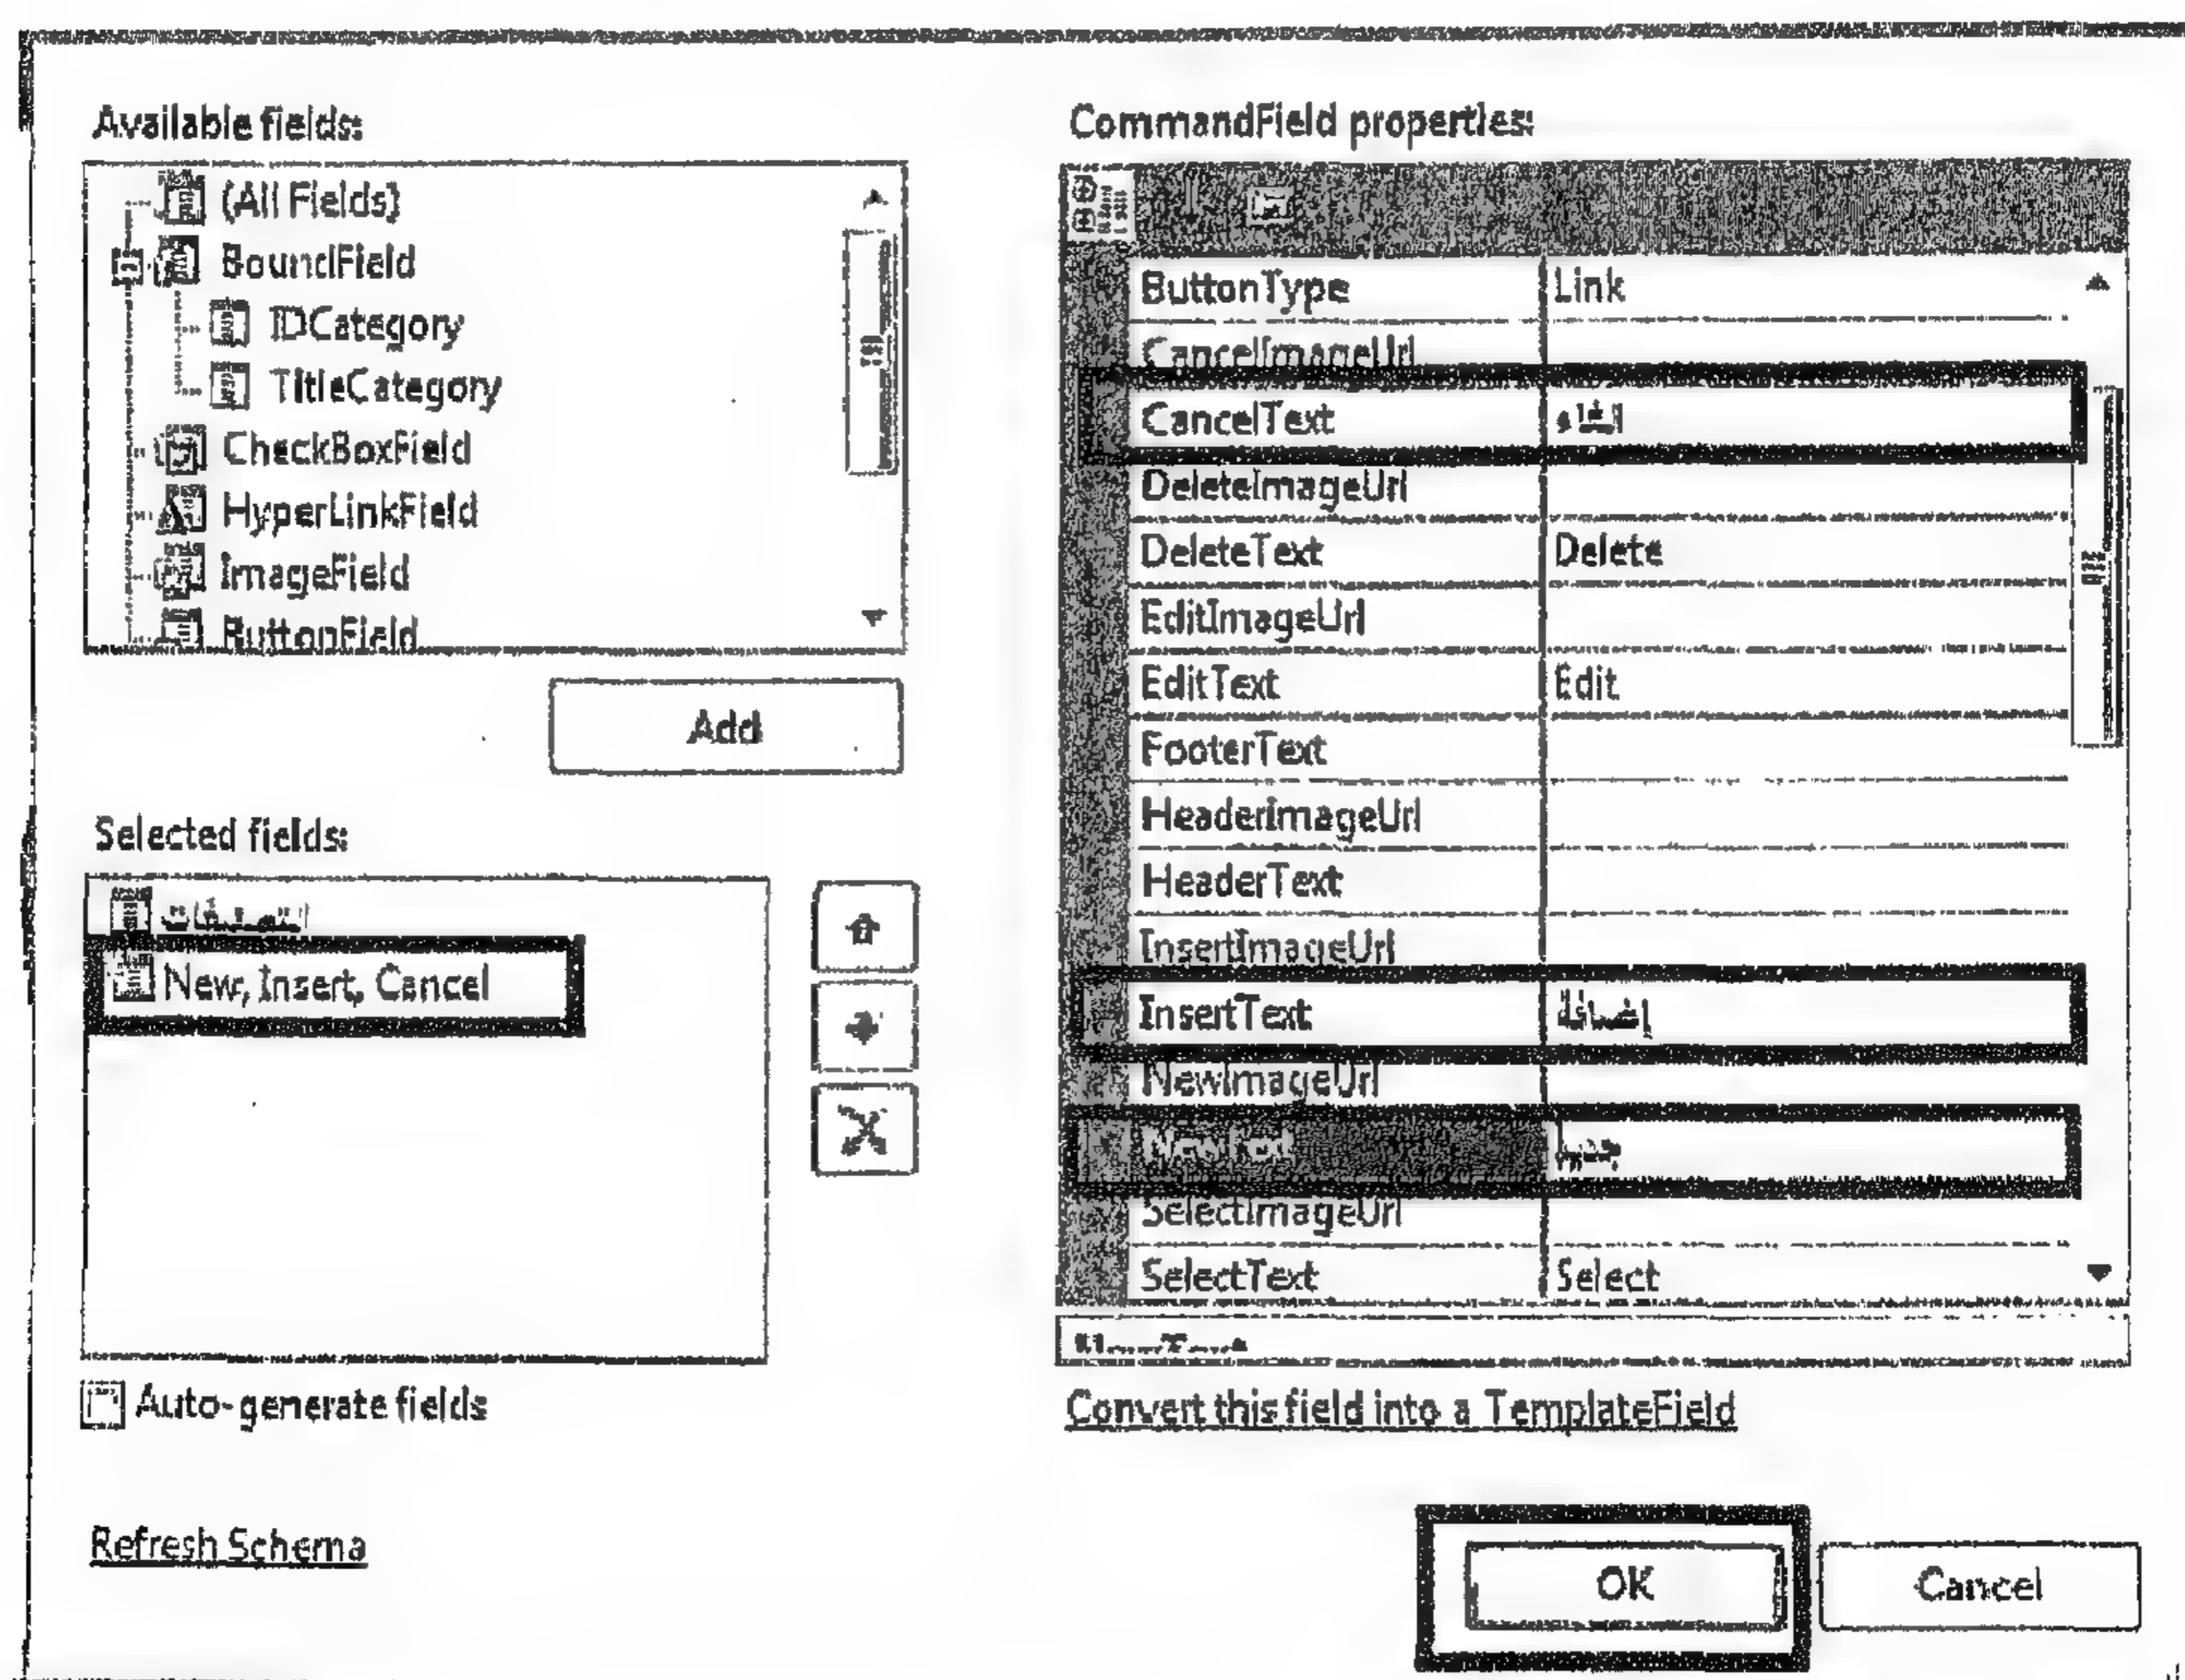 Available fields:
(All Fields)
BoundField
IDCategory
TitleCategory
CheckBoxField
HyperLinkField
ImageField
ButtonField
Add
Selected fields:
New, Insert, Cancel
Auto-generate fields
Refresh Schema
CommandField properties:
ButtonType Link
CancelImageUrl
CancelText الغاء
DeleteImageUrl
DeleteText Delete
EditImageUrl
EditText Edit
FooterText
HeaderImageUrl
HeaderText
InsertImageUrl
InsertText إضافة
NewImageUrl
NewText
SelectImageUrl
SelectText Select
NewText
Convert this field into a TemplateField
OK Cancel